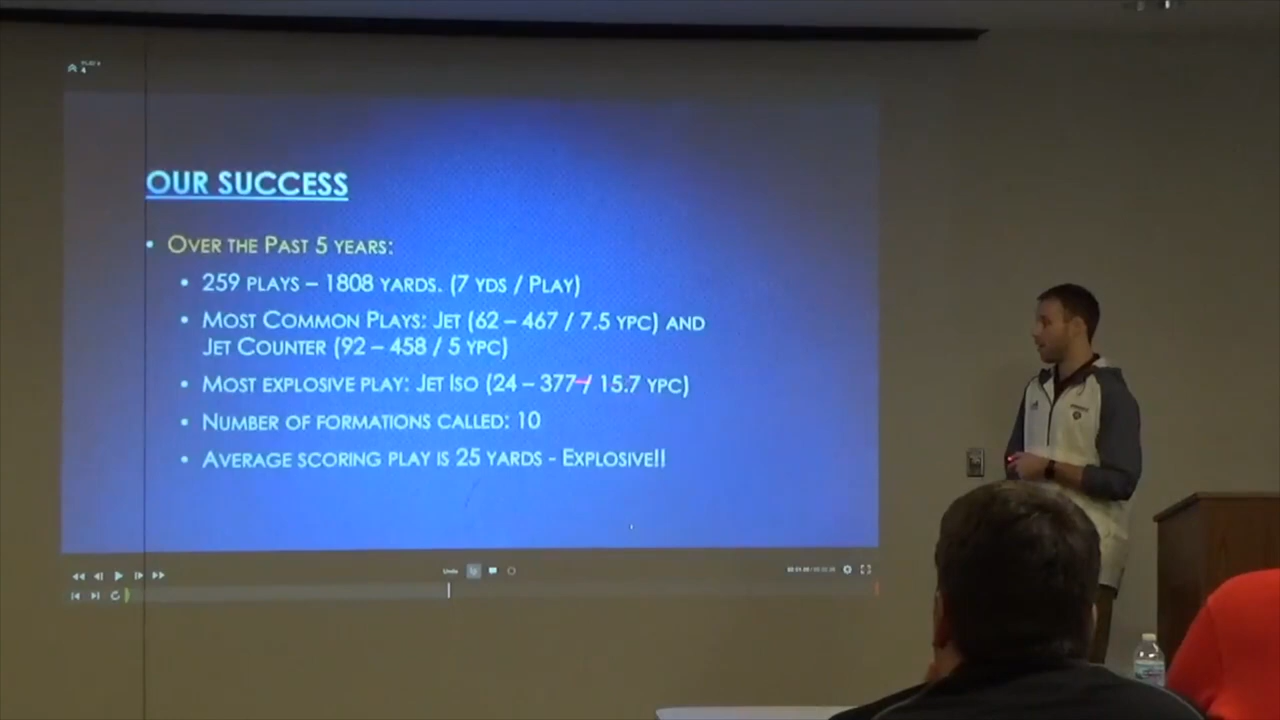 OUR SUCCESS
• OVER THE PAST 5 YEARS:
• 259 PLAYS – 1808 YARDS. (7 YDS / PLAY)
• MOST COMMON PLAYS: JET (62 – 467 / 7.5 YPC) AND
JET COUNTER (92 – 458 / 5 YPC)
• MOST EXPLOSIVE PLAY: JET ISO (24 – 377 / 15.7 YPC)
• NUMBER OF FORMATIONS CALLED: 10
• AVERAGE SCORING PLAY IS 25 YARDS - EXPLOSIVE!!
Undo